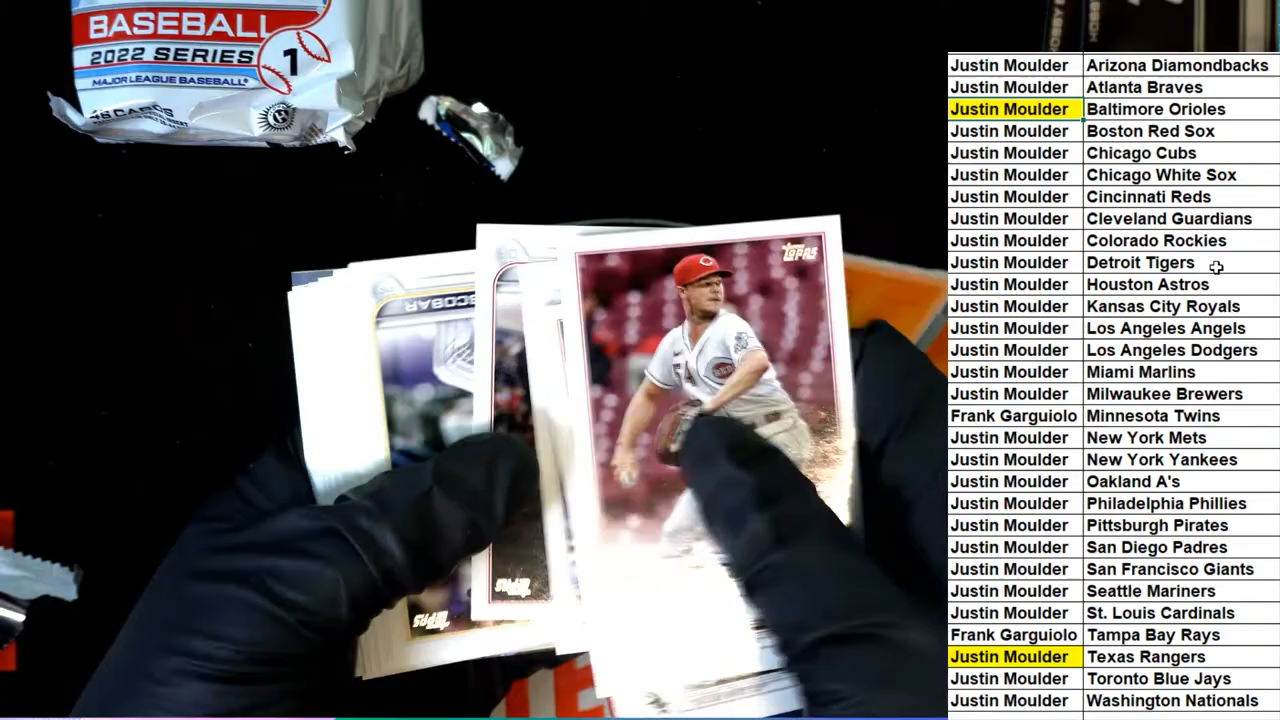 BASEBALL
2022 SERIES 1
MAJOR LEAGUE BASEBALL
46 CARDS
TOPPS
COBAR
TOPPS
TOPPS
REDS
Justin Moulder Arizona Diamondbacks
Justin Moulder Atlanta Braves
Justin Moulder Baltimore Orioles
Justin Moulder Boston Red Sox
Justin Moulder Chicago Cubs
Justin Moulder Chicago White Sox
Justin Moulder Cincinnati Reds
Justin Moulder Cleveland Guardians
Justin Moulder Colorado Rockies
Justin Moulder Detroit Tigers
Justin Moulder Houston Astros
Justin Moulder Kansas City Royals
Justin Moulder Los Angeles Angels
Justin Moulder Los Angeles Dodgers
Justin Moulder Miami Marlins
Justin Moulder Milwaukee Brewers
Frank Garguiolo Minnesota Twins
Justin Moulder New York Mets
Justin Moulder New York Yankees
Justin Moulder Oakland A's
Justin Moulder Philadelphia Phillies
Justin Moulder Pittsburgh Pirates
Justin Moulder San Diego Padres
Justin Moulder San Francisco Giants
Justin Moulder Seattle Mariners
Justin Moulder St. Louis Cardinals
Frank Garguiolo Tampa Bay Rays
Justin Moulder Texas Rangers
Justin Moulder Toronto Blue Jays
Justin Moulder Washington Nationals